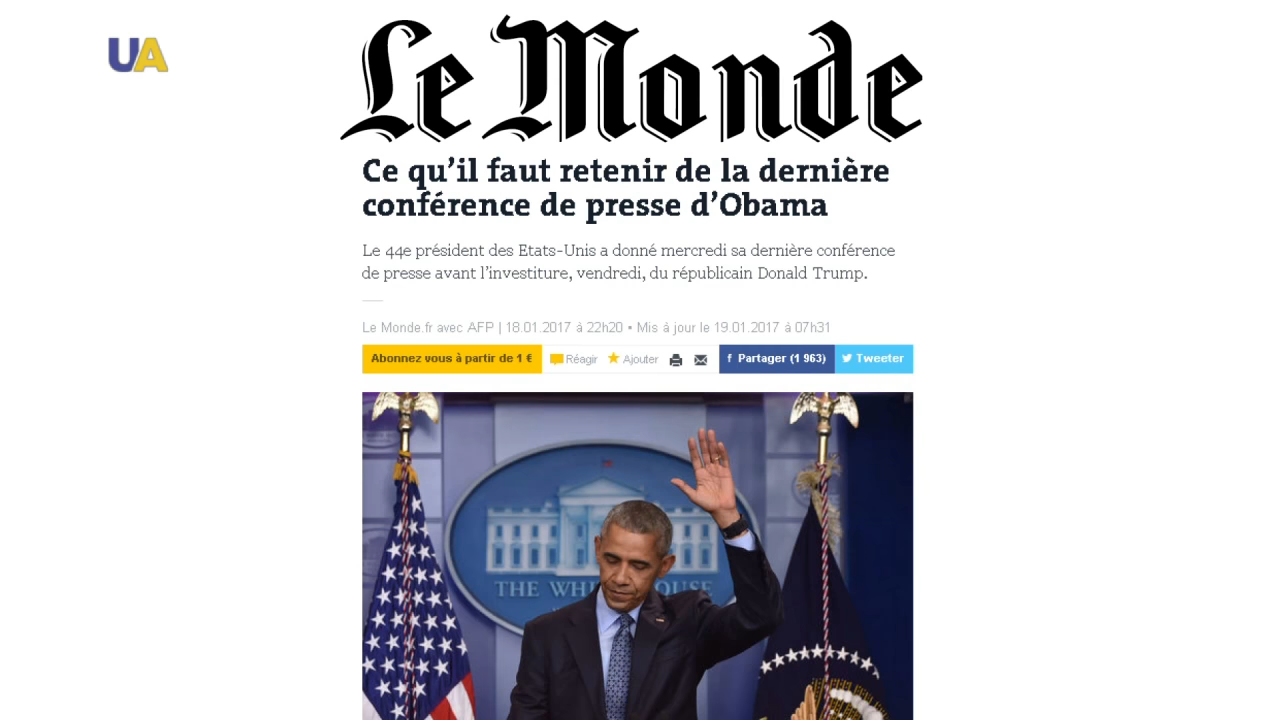 UA
Le Monde
Ce qu’il faut retenir de la dernière
conférence de presse d’Obama
Le 44e président des Etats-Unis a donné mercredi sa dernière conférence
de presse avant l’investiture, vendredi, du républicain Donald Trump.
Le Monde.fr avec AFP | 18.01.2017 à 22h20 • Mis à jour le 19.01.2017 à 07h31
Abonnez vous à partir de 1 € Réagir Ajouter f Partager (1 963) Tweeter
THE WH OUSE